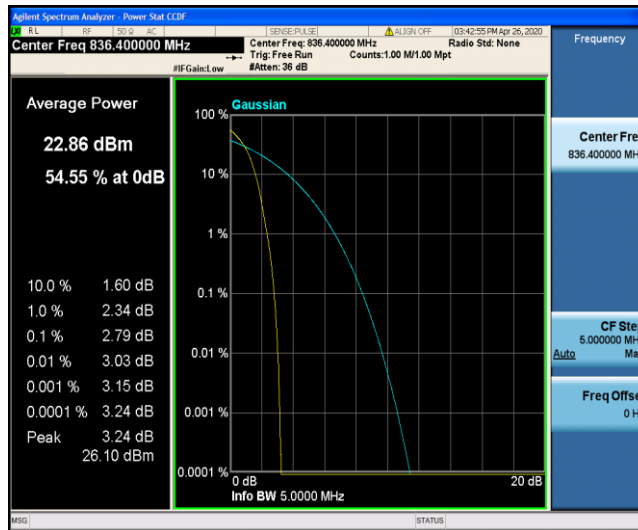 Agilent Spectrum Analyzer - Power Stat CCDF
RL RF 50 Ω AC SENSE:PULSE ALIGN OFF 03:42:55 PM Apr 26, 2020
Center Freq 836.400000 MHz
Center Freq: 836.400000 MHz Radio Std: None
Trig: Free Run Counts:1.00 M/1.00 Mpt
#IFGain:Low #Atten: 36 dB
Frequency
Center Fre
836.400000 MH
CF Ste
5.000000 MH
Auto Ma
Freq Offse
0 H
Average Power
22.86 dBm
54.55 % at 0dB
10.0 % 1.60 dB
1.0 % 2.34 dB
0.1 % 2.79 dB
0.01 % 3.03 dB
0.001 % 3.15 dB
0.0001 % 3.24 dB
Peak 3.24 dB
26.10 dBm
Gaussian
100 %
10 %
1 %
0.1 %
0.01 %
0.001 %
0.0001 %
0 dB 20 dB
Info BW 5.0000 MHz
MSG STATUS